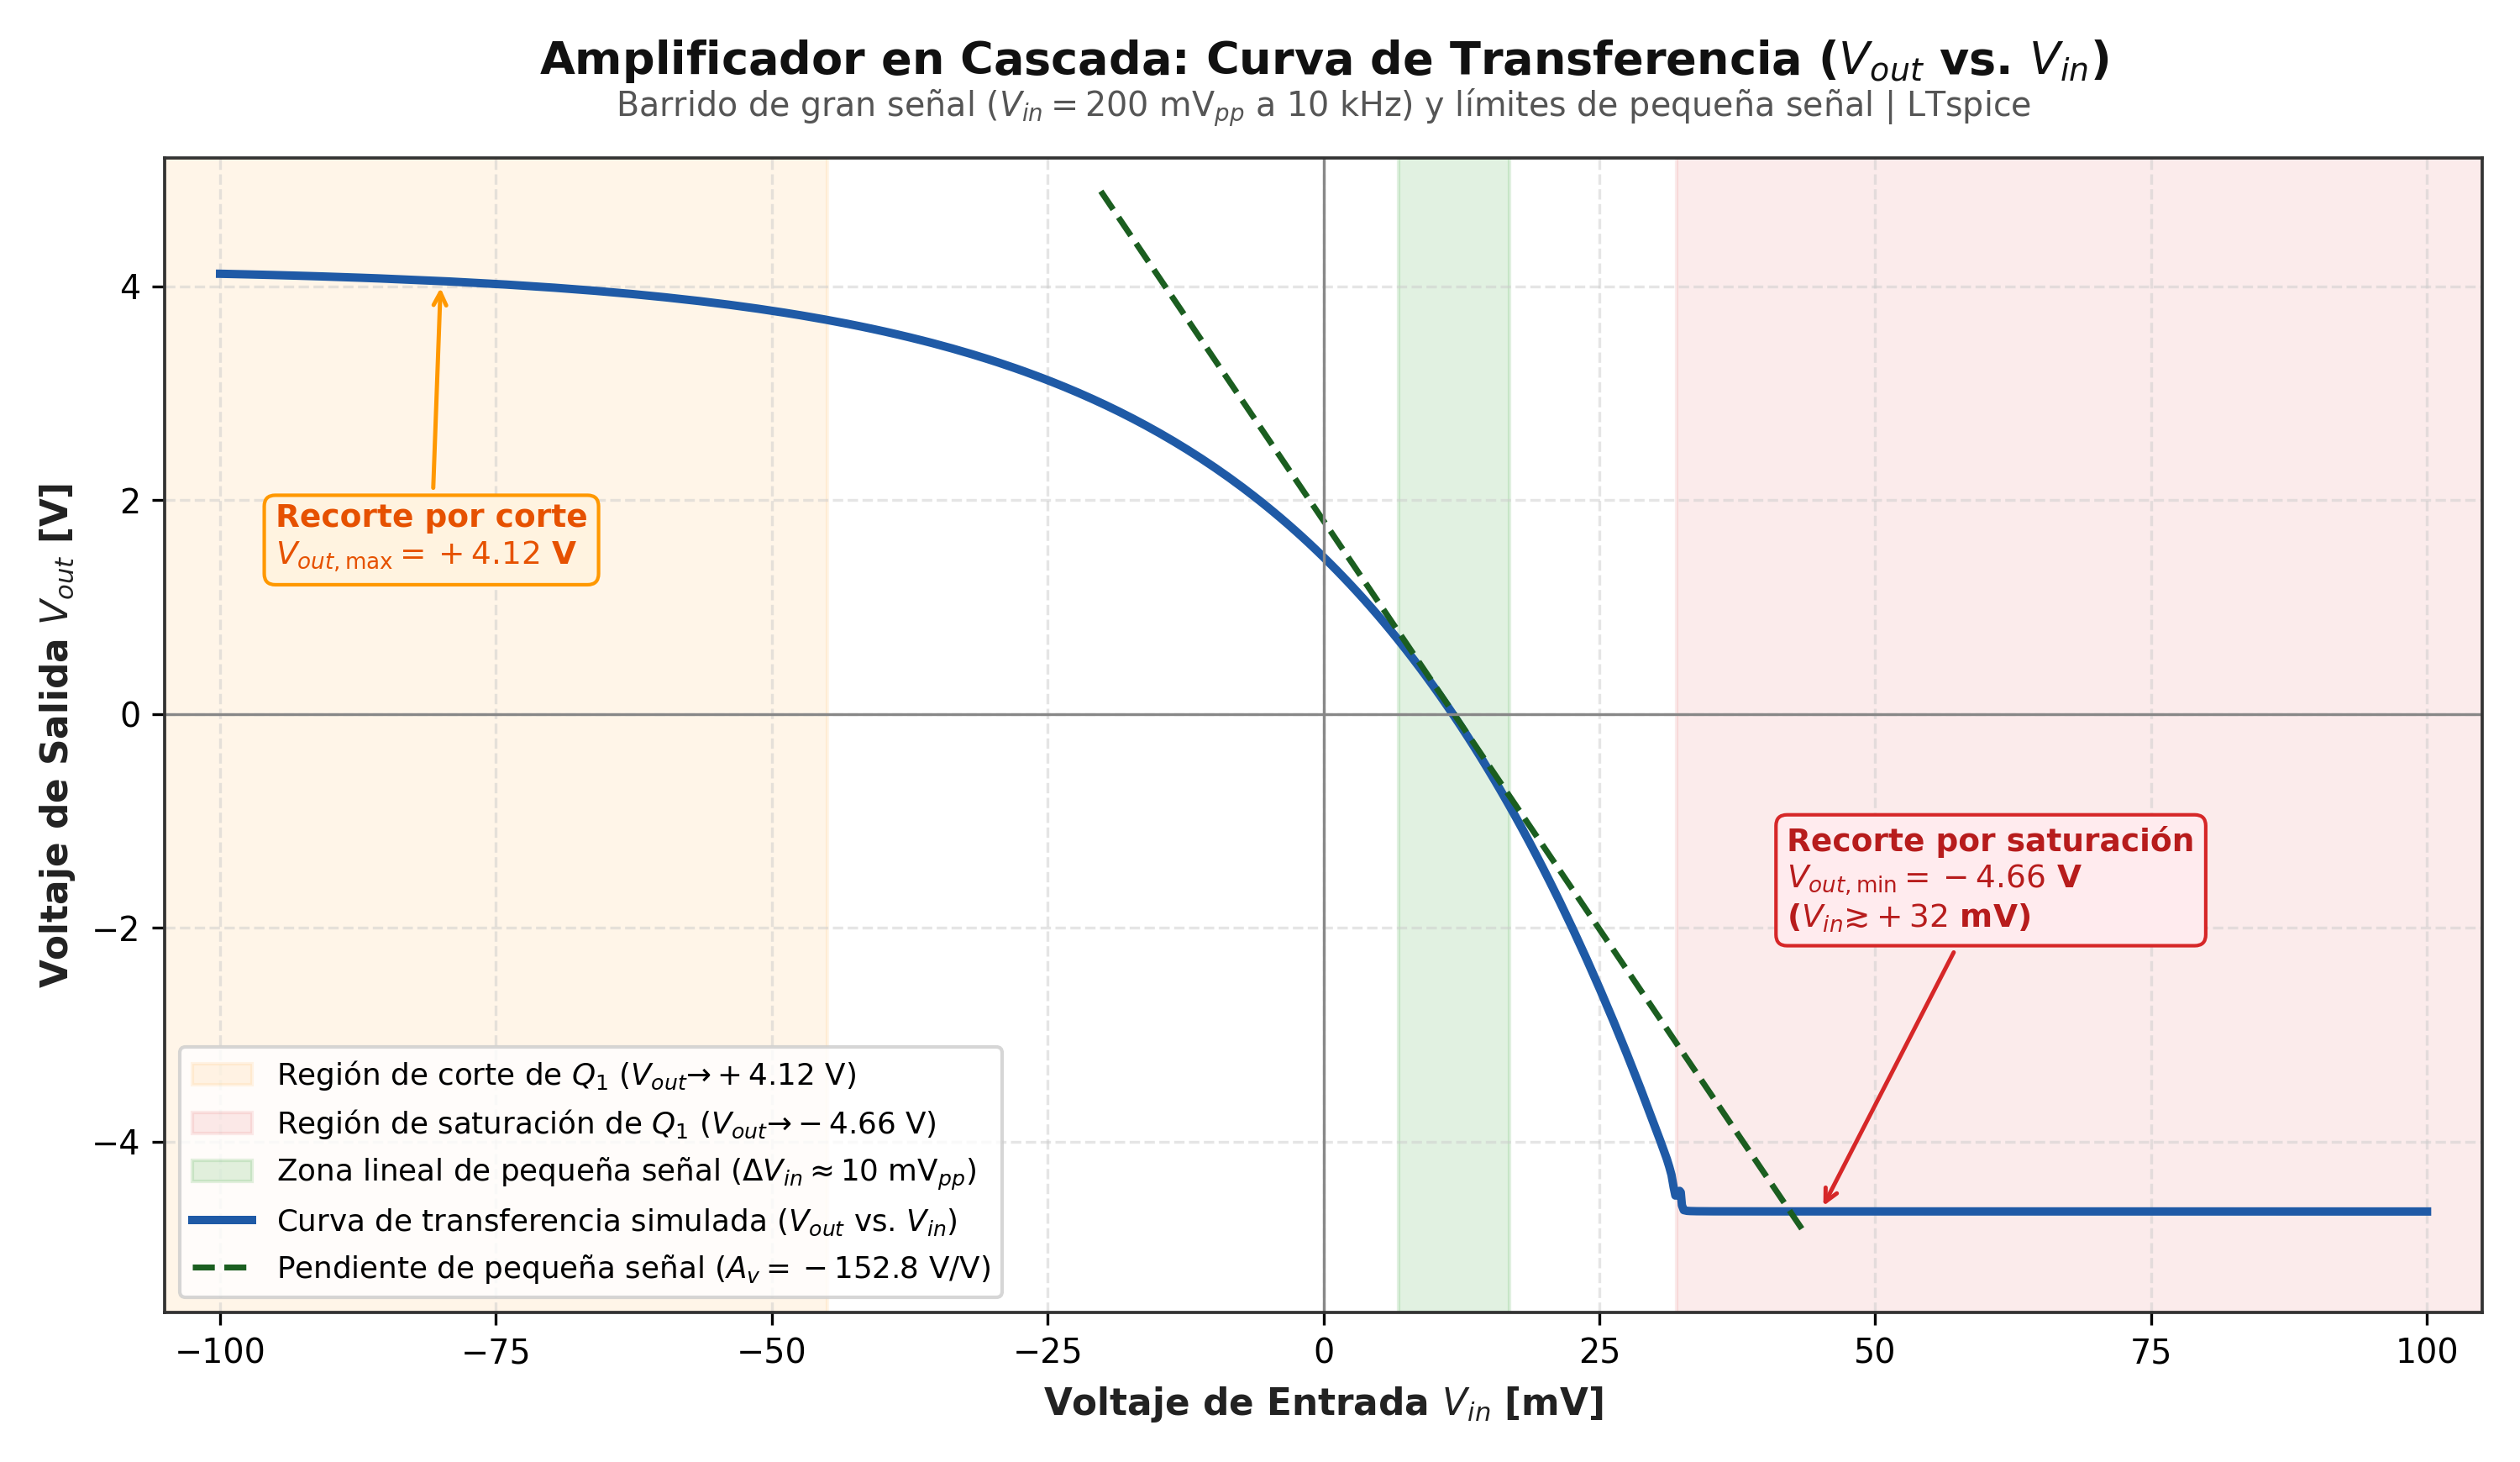 Amplificador en Cascada: Curva de Transferencia (V_out vs. V_in)
Barrido de gran señal (V_in = 200 mV_pp a 10 kHz) y límites de pequeña señal | LTspice
Voltaje de Salida V_out [V]
4
2
0
−2
−4
Recorte por corte
V_out,max = +4.12 V
Recorte por saturación
V_out,min = −4.66 V
(V_in ≳ +32 mV)
Región de corte de Q_1 (V_out → +4.12 V)
Región de saturación de Q_1 (V_out → −4.66 V)
Zona lineal de pequeña señal (ΔV_in ≈ 10 mV_pp)
Curva de transferencia simulada (V_out vs. V_in)
Pendiente de pequeña señal (A_v = −152.8 V/V)
−100
−75
−50
−25
0
25
50
75
100
Voltaje de Entrada V_in [mV]